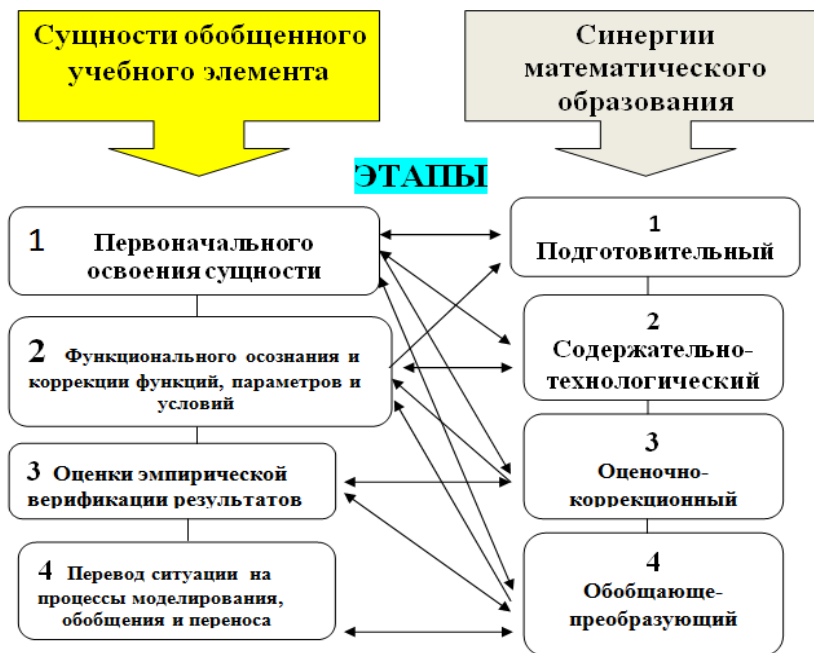 Сущности обобщенного
учебного элемента
Синергии
математического
образования
ЭТАПЫ
1 Первоначального
освоения сущности
2 Функционального осознания и
коррекции функций, параметров и
условий
3 Оценки эмпирической
верификации результатов
4 Перевод ситуации на
процессы моделирования,
обобщения и переноса
1
Подготовительный
2
Содержательно-
технологический
3
Оценочно-
коррекционный
4
Обобщающе-
преобразующий